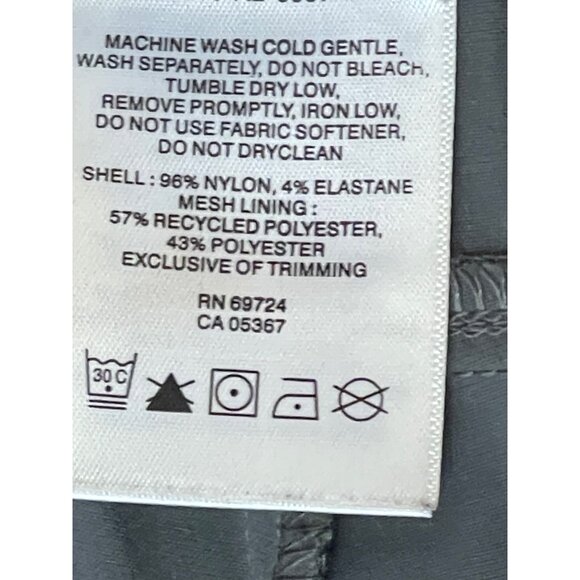 MACHINE WASH COLD GENTLE,
WASH SEPARATELY, DO NOT BLEACH,
TUMBLE DRY LOW,
REMOVE PROMPTLY, IRON LOW,
DO NOT USE FABRIC SOFTENER,
DO NOT DRYCLEAN
SHELL : 96% NYLON, 4% ELASTANE
MESH LINING :
57% RECYCLED POLYESTER,
43% POLYESTER
EXCLUSIVE OF TRIMMING
RN 69724
CA 05367
30 C